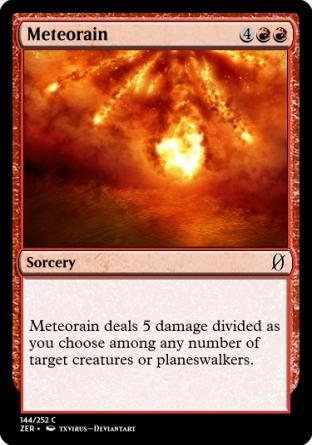 Meteorain 4
Sorcery
Meteorain deals 5 damage divided as
you choose among any number of
target creatures or planeswalkers.
144/252 C
ZER • TXVIRUS—DEVIANTART